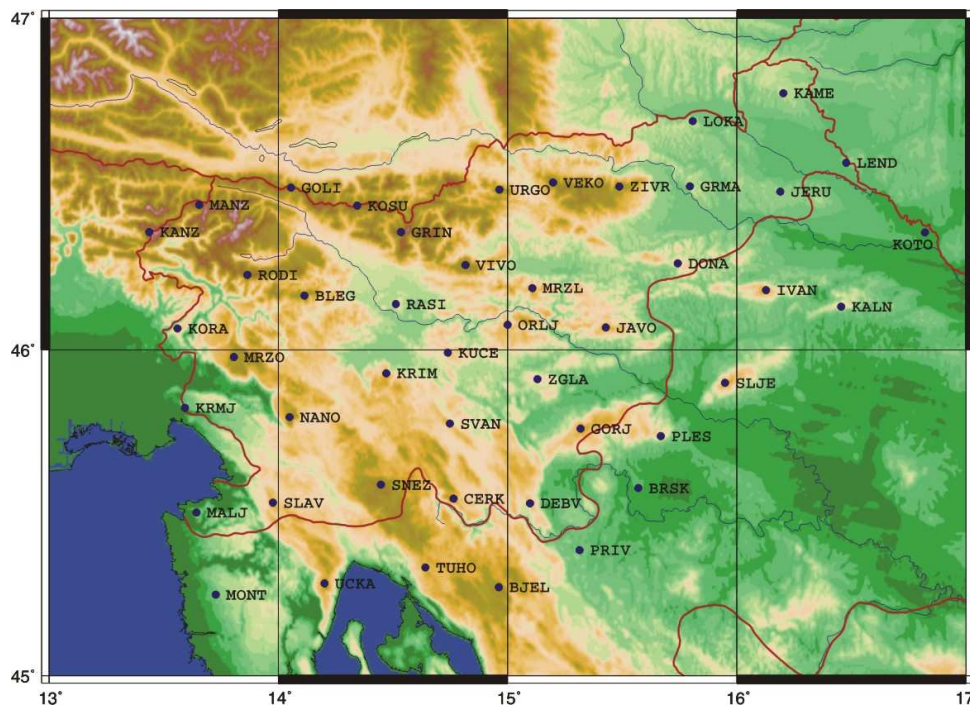 47°
KAME
LOKA
LEND
GOLI
URGO
VEKO
ZIVR
GRMA
JERU
MANZ
KOSU
KANZ
GRIN
KOTO
VIVO
DONA
RODI
BLEG
MRZL
IVAN
RASI
KALN
KORA
ORLJ
JAVO
46°
MRZO
KUCE
KRIM
ZGLA
SLJE
KRMJ
NANO
SVAN
GORJ
PLES
SNEZ
BRSK
SLAV
CERK
DEBV
MALJ
PRIV
TUHO
UCKA
BJEL
MONT
45°
13° 14° 15° 16° 17°